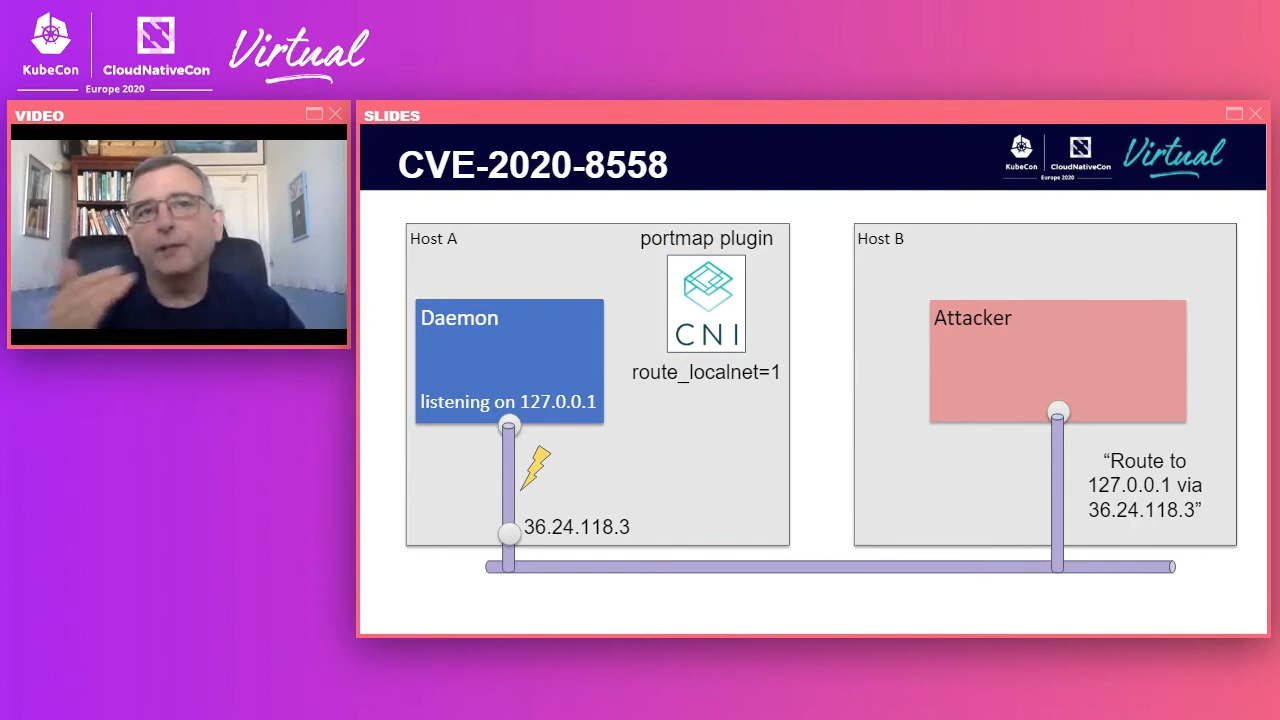 KubeCon
CloudNativeCon
Europe 2020
Virtual
VIDEO
SLIDES
CVE-2020-8558
KubeCon
CloudNativeCon
Europe 2020
Virtual
Host A
portmap plugin
CNI
route_localnet=1
Daemon
listening on 127.0.0.1
36.24.118.3
Host B
Attacker
“Route to
127.0.0.1 via
36.24.118.3”